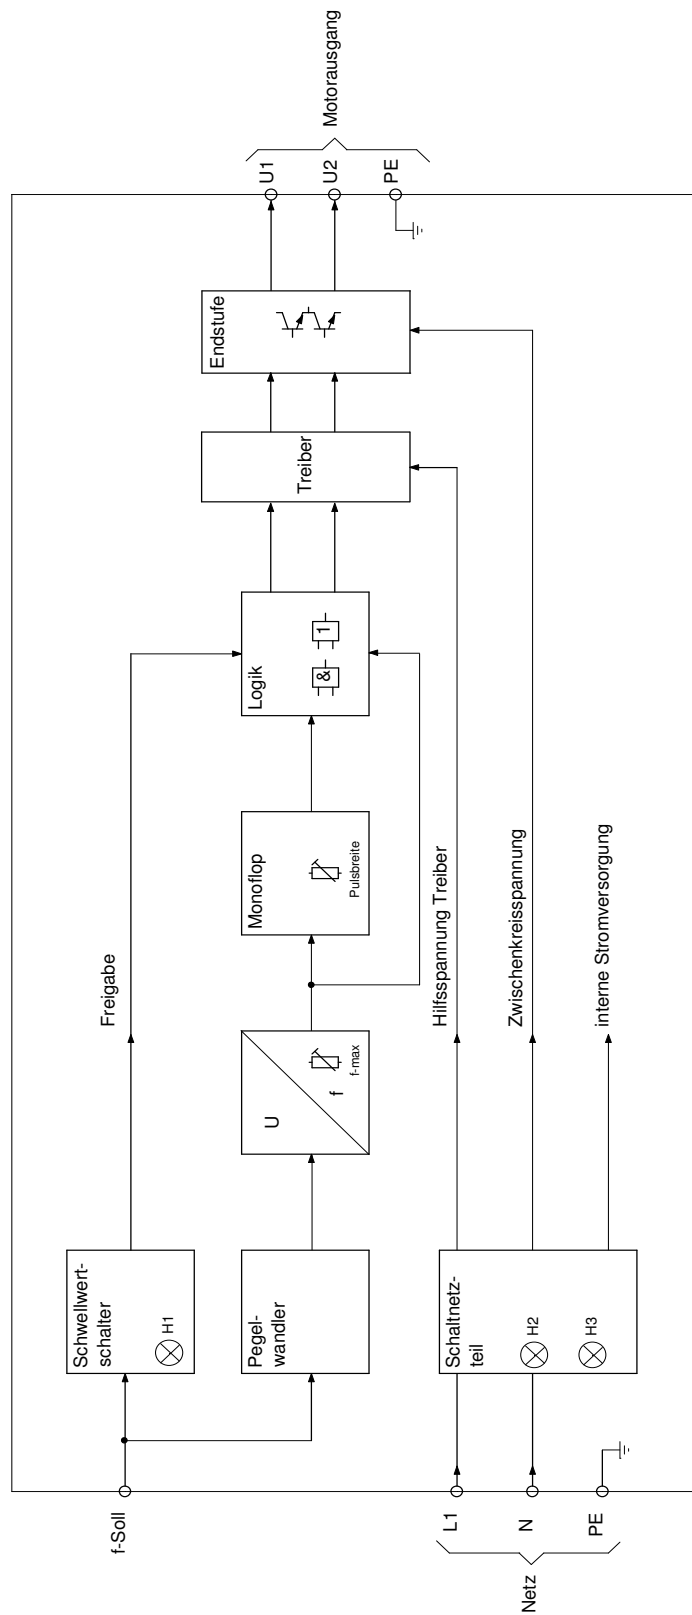 f-Soll
Schwellwert-
schalter
H1
Freigabe
Pegel-
wandler
U
f
f-max
Monoflop
Pulsbreite
Logik
&
1
Treiber
Endstufe
U1
U2
PE
Motorausgang
Netz
L1
N
PE
Schaltnetz-
teil
H2
H3
Hilfsspannung Treiber
Zwischenkreisspannung
interne Stromversorgung